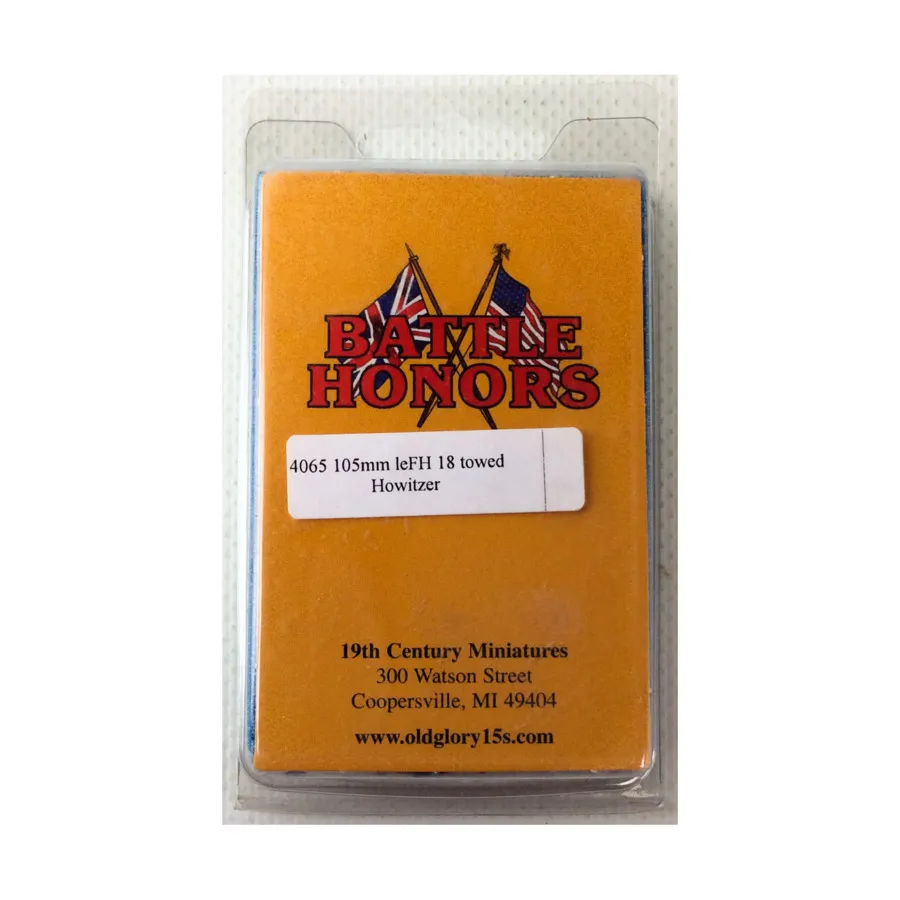 BATTLE
HONORS
4065 105mm leFH 18 towed
Howitzer
19th Century Miniatures
300 Watson Street
Coopersville, MI 49404
www.oldglory15s.com